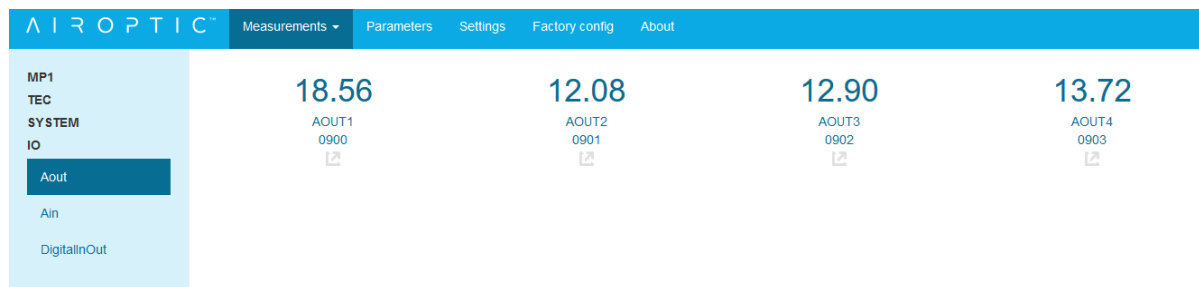 AIROPTIC™ Measurements Parameters Settings Factory config About
MP1
TEC
SYSTEM
IO
Aout
Ain
DigitalInOut
18.56 12.08 12.90 13.72
AOUT1 AOUT2 AOUT3 AOUT4
0900 0901 0902 0903